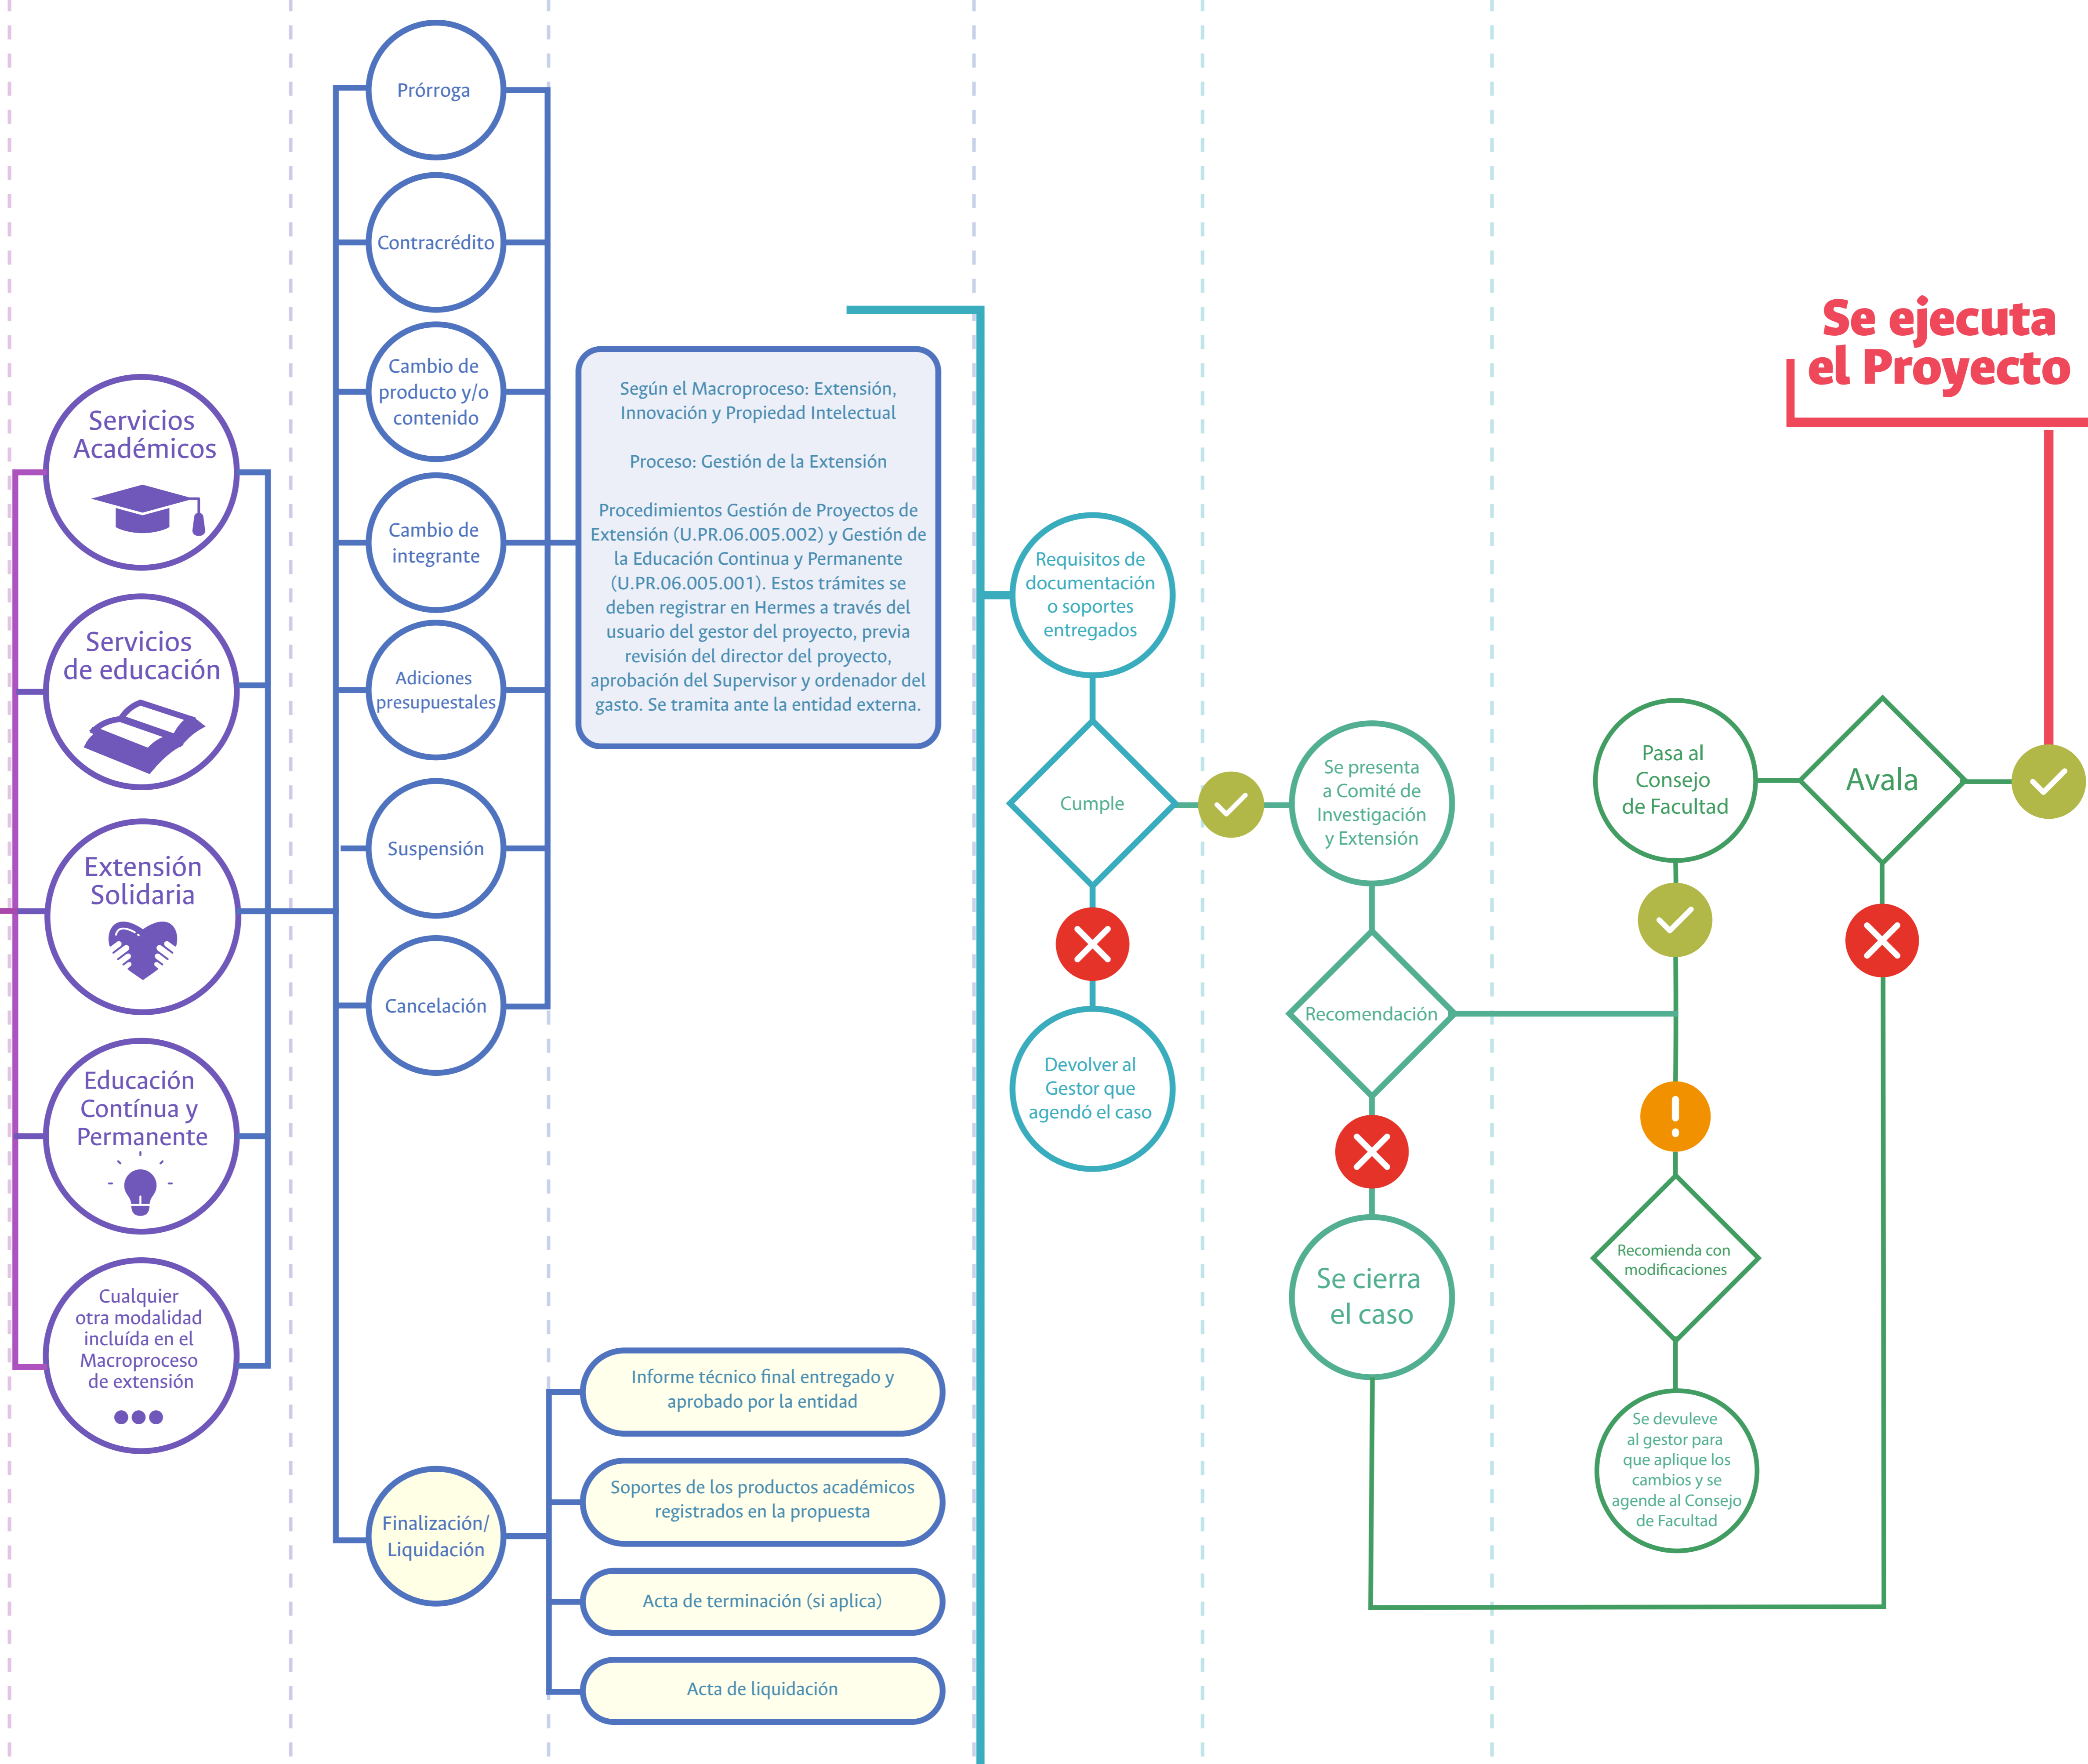 Servicios
Académicos
Servicios
de educación
Extensión
Solidaria
Educación
Contínua y
Permanente
Cualquier
otra modalidad
incluída en el
Macroproceso
de extensión
Prórroga
Contracrédito
Cambio de
producto y/o
contenido
Cambio de
integrante
Adiciones
presupuestales
Suspensión
Cancelación
Finalización/
Liquidación
Según el Macroproceso: Extensión,
Innovación y Propiedad Intelectual
Proceso: Gestión de la Extensión
Procedimientos Gestión de Proyectos de
Extensión (U.PR.06.005.002) y Gestión de
la Educación Continua y Permanente
(U.PR.06.005.001). Estos trámites se
deben registrar en Hermes a través del
usuario del gestor del proyecto, previa
revisión del director del proyecto,
aprobación del Supervisor y ordenador del
gasto. Se tramita ante la entidad externa.
Informe técnico final entregado y
aprobado por la entidad
Soportes de los productos académicos
registrados en la propuesta
Acta de terminación (si aplica)
Acta de liquidación
Requisitos de
documentación
o soportes
entregados
Cumple
Devolver al
Gestor que
agendó el caso
Se presenta
a Comité de
Investigación
y Extensión
Recomendación
Se cierra
el caso
Pasa al
Consejo
de Facultad
Recomienda con
modificaciones
Se devuleve
al gestor para
que aplique los
cambios y se
agende al Consejo
de Facultad
Avala
Se ejecuta
el Proyecto